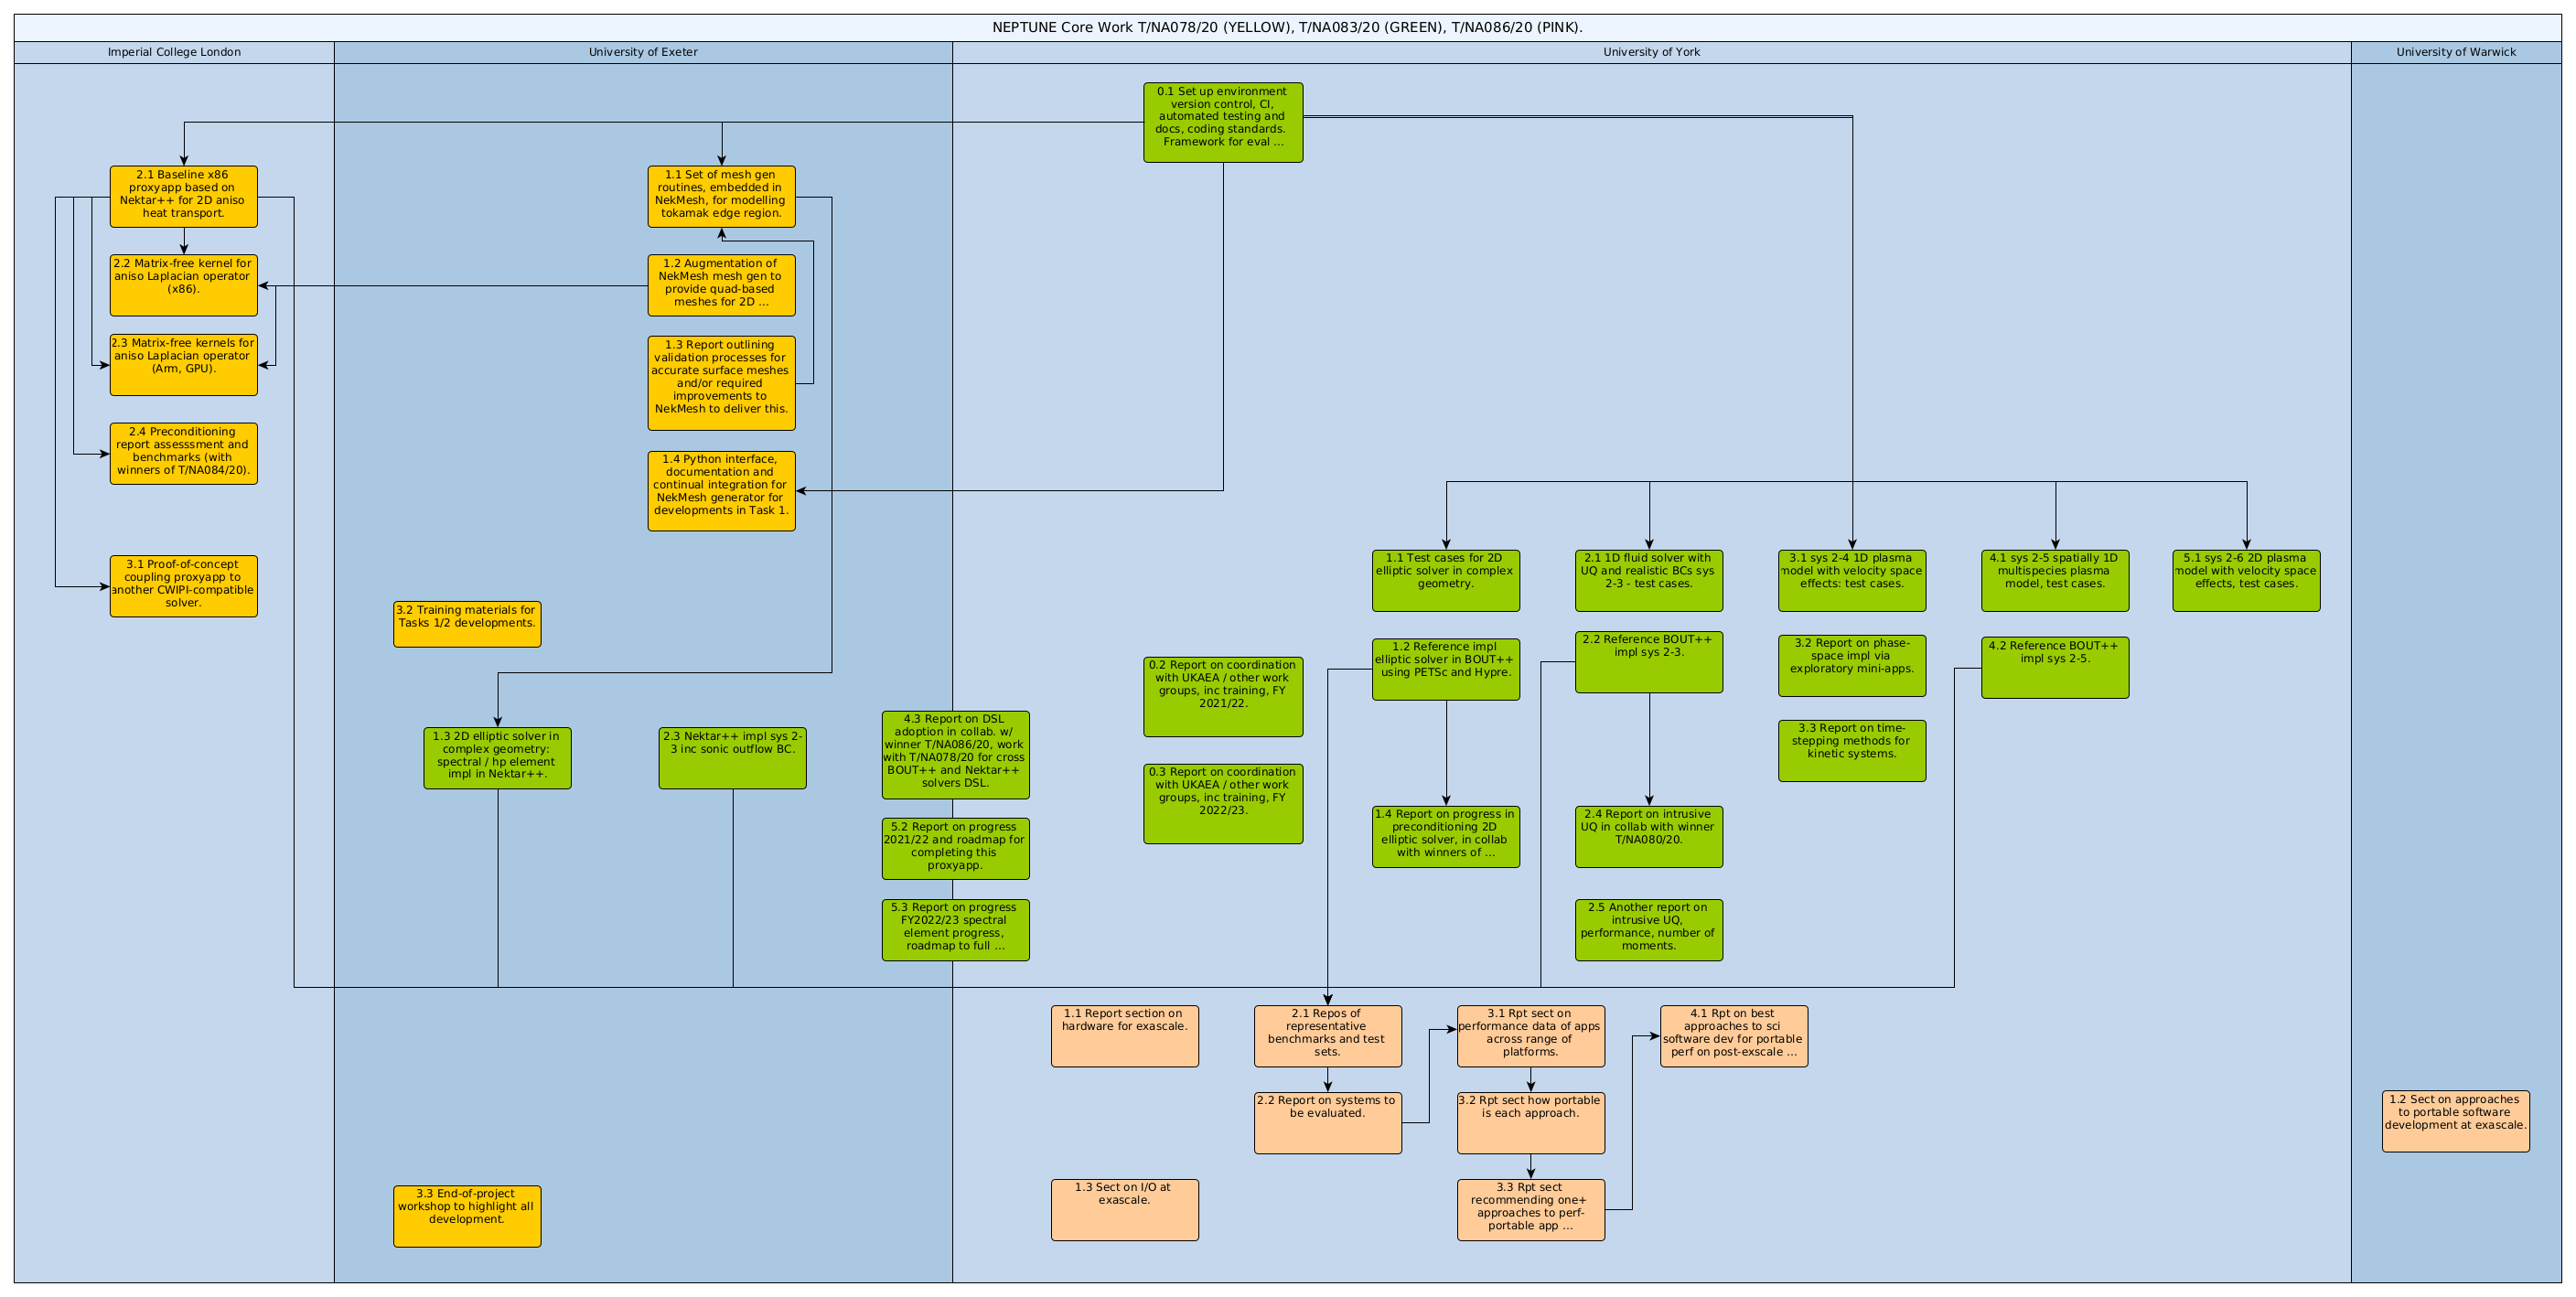 NEPTUNE Core Work T/NA078/20 (YELLOW), T/NA083/20 (GREEN), T/NA086/20 (PINK).
Imperial College London
University of Exeter
University of York
University of Warwick
0.1 Set up environment
version control, CI,
automated testing and
docs, coding standards.
Framework for eval ...
2.1 Baseline x86
proxyapp based on
Nektar++ for 2D aniso
heat transport.
1.1 Set of mesh gen
routines, embedded in
NekMesh, for modelling
tokamak edge region.
2.2 Matrix-free kernel for
aniso Laplacian operator
(x86).
1.2 Augmentation of
NekMesh mesh gen to
provide quad-based
meshes for 2D ...
2.3 Matrix-free kernels for
aniso Laplacian operator
(Arm, GPU).
1.3 Report outlining
validation processes for
accurate surface meshes
and/or required
improvements to
NekMesh to deliver this.
2.4 Preconditioning
report assesssment and
benchmarks (with
winners of T/NA084/20).
1.4 Python interface,
documentation and
continual integration for
NekMesh generator for
developments in Task 1.
3.1 Proof-of-concept
coupling proxyapp to
another CWIPI-compatible
solver.
1.1 Test cases for 2D
elliptic solver in complex
geometry.
2.1 1D fluid solver with
UQ and realistic BCs sys
2-3 - test cases.
3.1 sys 2-4 1D plasma
model with velocity space
effects: test cases.
4.1 sys 2-5 spatially 1D
multispecies plasma
model, test cases.
5.1 sys 2-6 2D plasma
model with velocity space
effects, test cases.
3.2 Training materials for
Tasks 1/2 developments.
0.2 Report on coordination
with UKAEA / other work
groups, inc training, FY
2021/22.
1.2 Reference impl
elliptic solver in BOUT++
using PETSc and Hypre.
2.2 Reference BOUT++
impl sys 2-3.
3.2 Report on phase-
space impl via
exploratory mini-apps.
4.2 Reference BOUT++
impl sys 2-5.
1.3 2D elliptic solver in
complex geometry:
spectral / hp element
impl in Nektar++.
2.3 Nektar++ impl sys 2-
3 inc sonic outflow BC.
4.3 Report on DSL
adoption in collab. w/
winner T/NA086/20, work
with T/NA078/20 for cross
BOUT++ and Nektar++
solvers DSL.
3.3 Report on time-
stepping methods for
kinetic systems.
0.3 Report on coordination
with UKAEA / other work
groups, inc training, FY
2022/23.
5.2 Report on progress
2021/22 and roadmap for
completing this
proxyapp.
1.4 Report on progress in
preconditioning 2D
elliptic solver, in collab
with winners of ...
2.4 Report on intrusive
UQ in collab with winner
T/NA080/20.
5.3 Report on progress
FY2022/23 spectral
element progress,
roadmap to full ...
2.5 Another report on
intrusive UQ,
performance, number of
moments.
1.1 Report section on
hardware for exascale.
2.1 Repos of
representative
benchmarks and test
sets.
3.1 Rpt sect on
performance data of apps
across range of
platforms.
4.1 Rpt on best
approaches to sci
software dev for portable
perf on post-exscale ...
2.2 Report on systems to
be evaluated.
3.2 Rpt sect how portable
is each approach.
1.2 Sect on approaches
to portable software
development at exascale.
1.3 Sect on I/O at
exascale.
3.3 Rpt sect
recommending one+
approaches to perf-
portable app ...
3.3 End-of-project
workshop to highlight all
development.